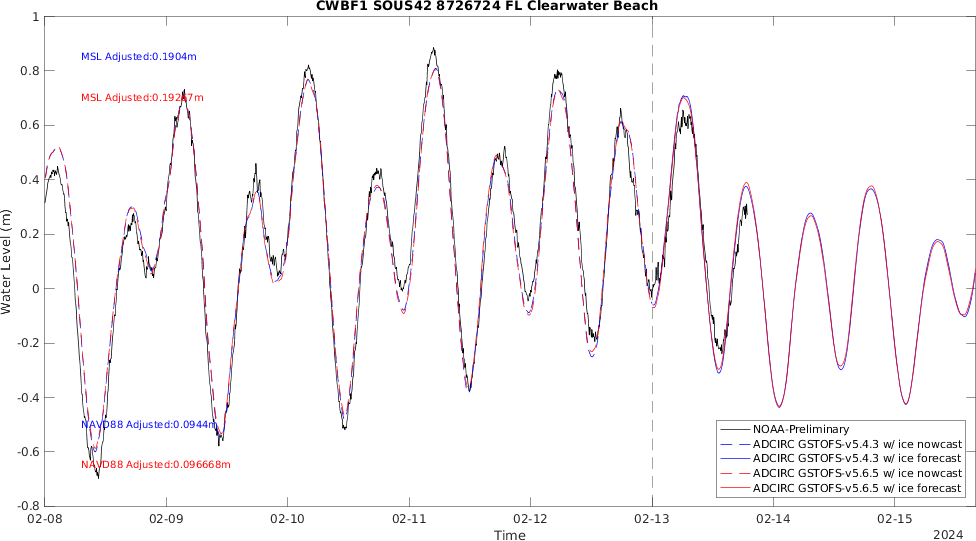 CWBF1 SOUS42 8726724 FL Clearwater Beach
1
MSL Adjusted:0.1904m
0.8
MSL Adjusted:0.19267m
0.6
0.4
0.2
Water Level (m)
0
-0.2
-0.4
NAVD88 Adjusted:0.0944m
NOAA-Preliminary
ADCIRC GSTOFS-v5.4.3 w/ ice nowcast
ADCIRC GSTOFS-v5.4.3 w/ ice forecast
ADCIRC GSTOFS-v5.6.5 w/ ice nowcast
ADCIRC GSTOFS-v5.6.5 w/ ice forecast
-0.6
NAVD88 Adjusted:0.096668m
-0.8
02-08 02-09 02-10 02-11 02-12 02-13 02-14 02-15
Time
2024